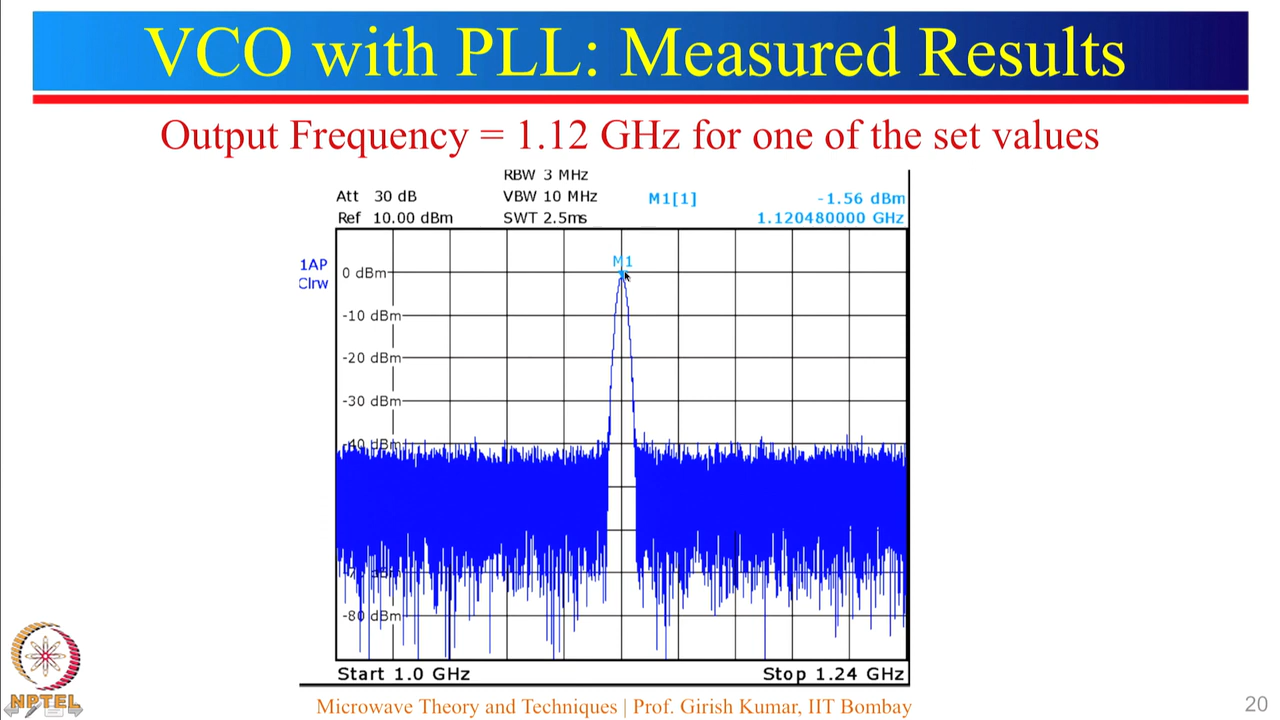 VCO with PLL: Measured Results
Output Frequency = 1.12 GHz for one of the set values
RBW 3 MHz
Att 30 dB VBW 10 MHz M1[1] -1.56 dBm
Ref 10.00 dBm SWT 2.5ms 1.120480000 GHz
M1
1AP
0 dBm
Clrw
-10 dBm
-20 dBm
-30 dBm
-40 dBm
-80 dBm
Start 1.0 GHz Stop 1.24 GHz
NPTEL
Microwave Theory and Techniques | Prof. Girish Kumar, IIT Bombay
20